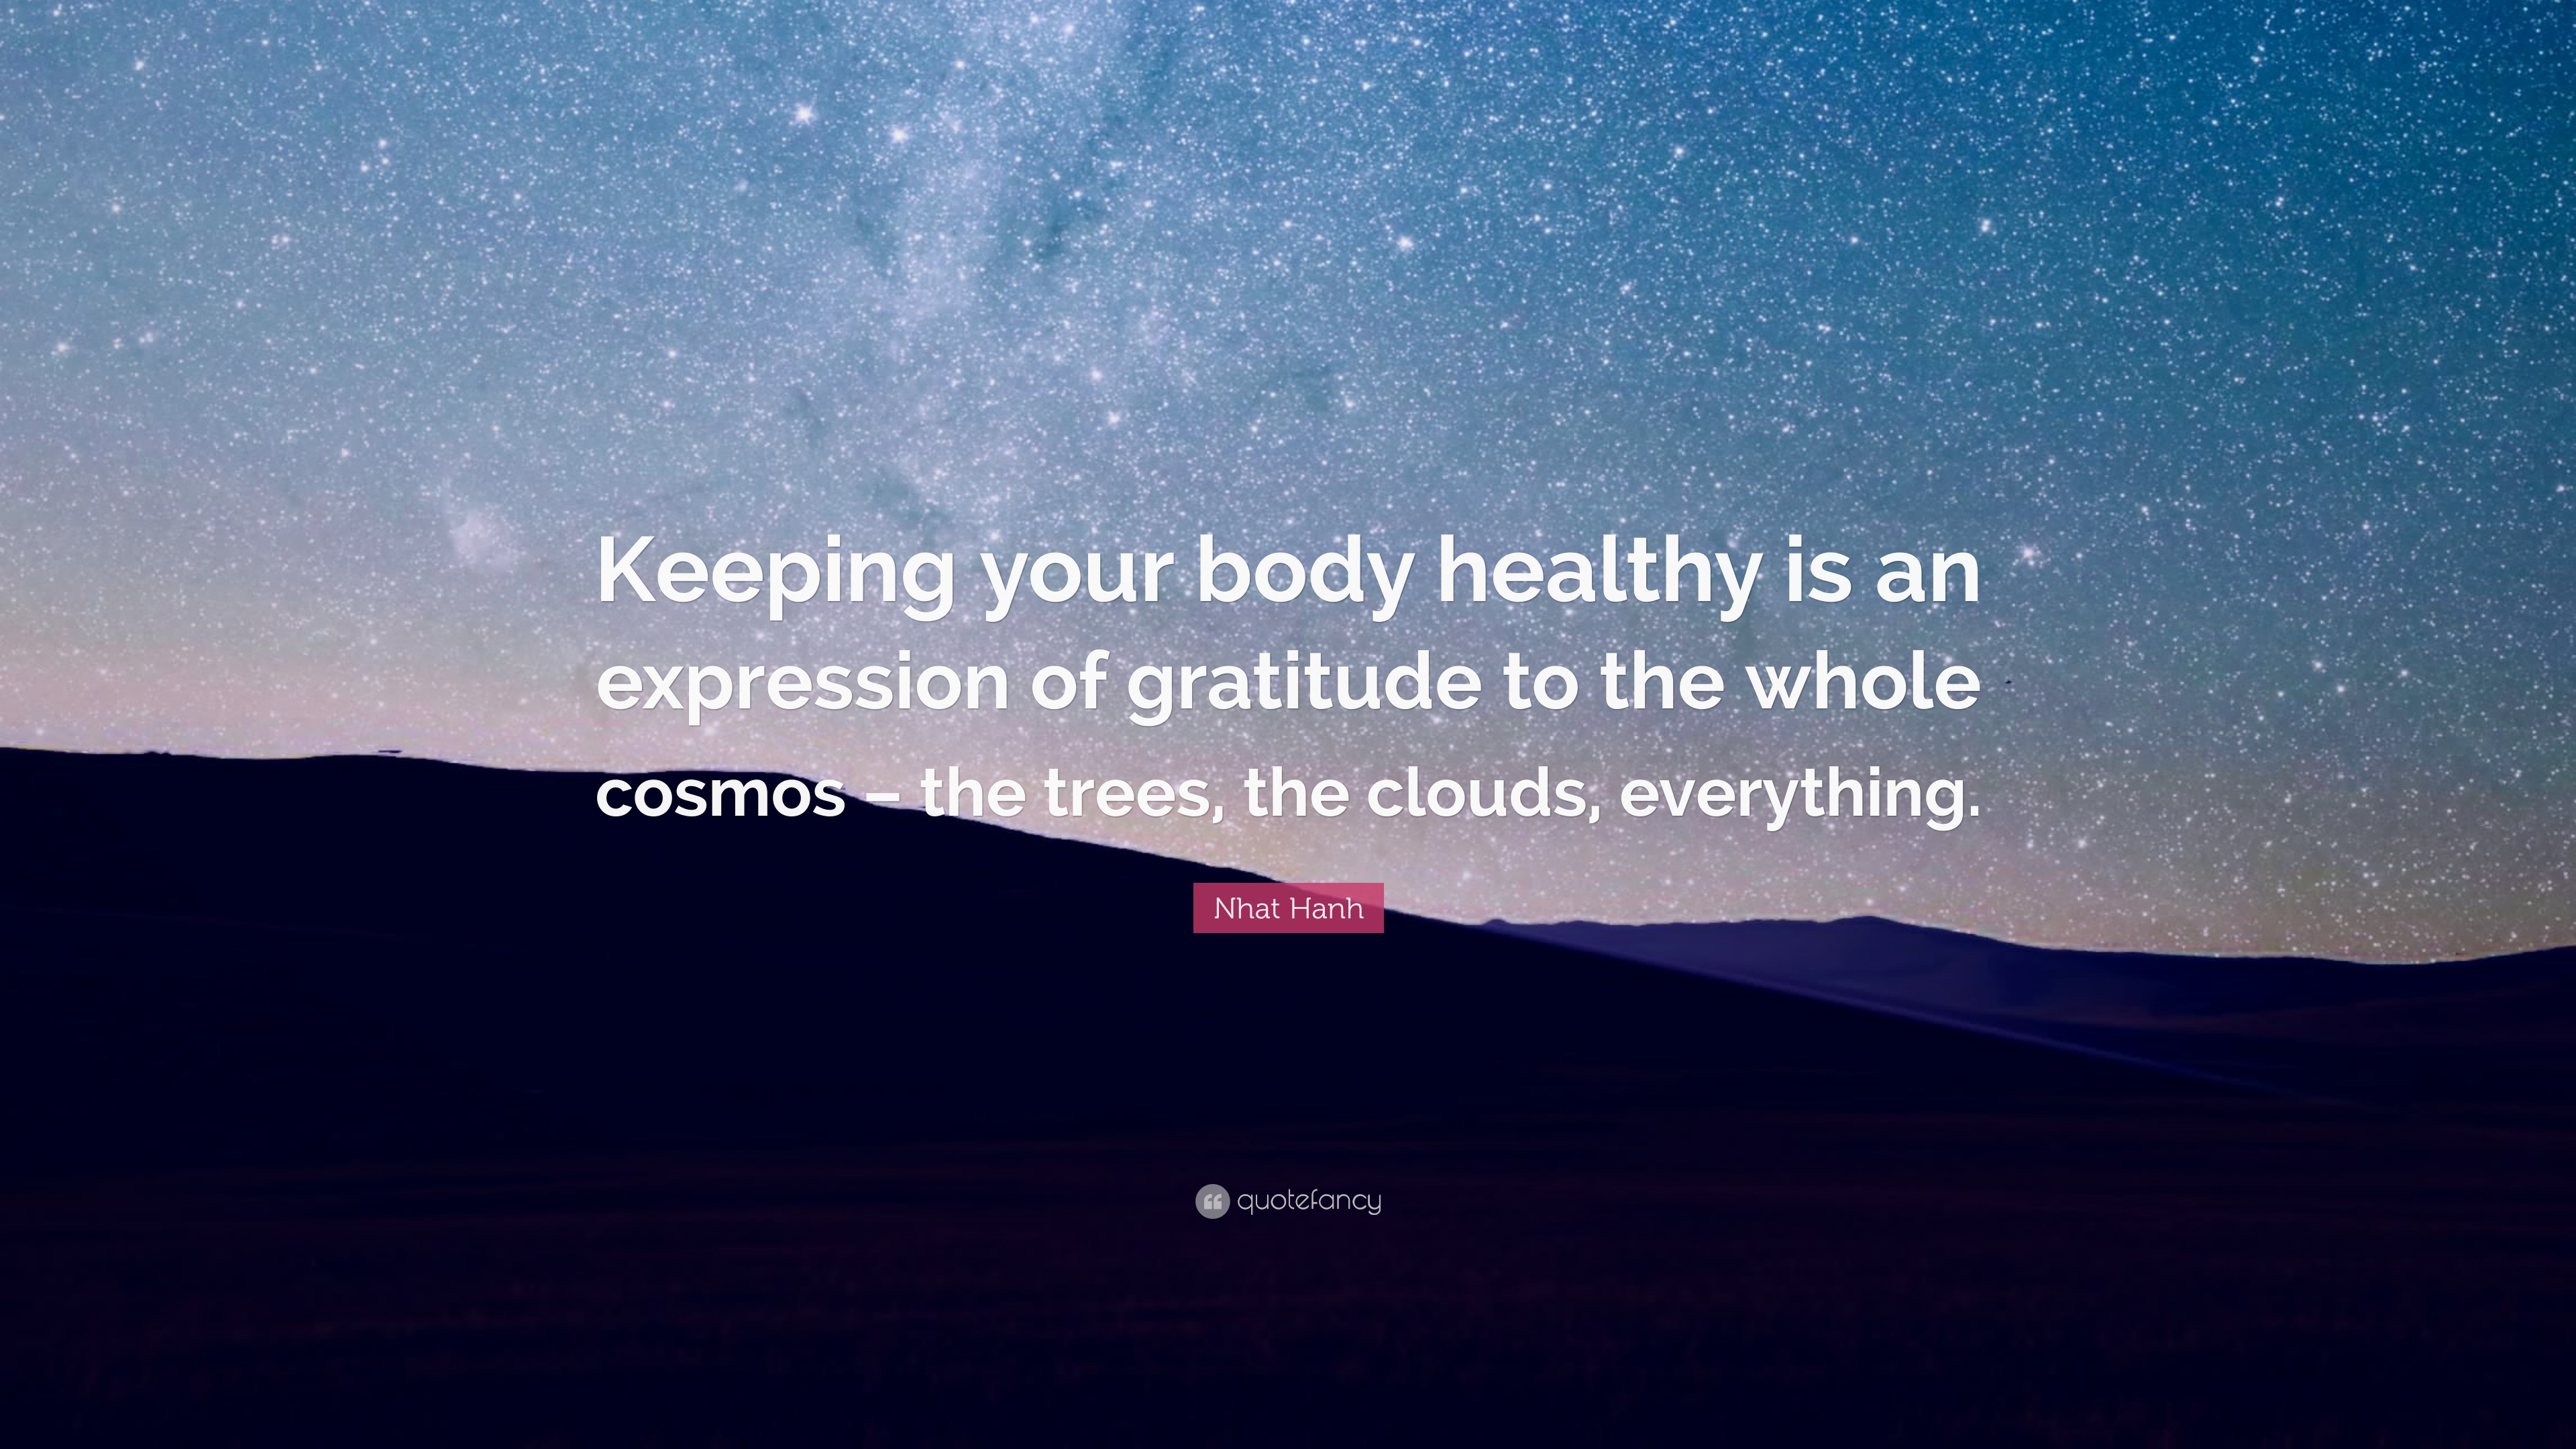 Keeping your body healthy is an
expression of gratitude to the whole
cosmos – the trees, the clouds, everything.
Nhat Hanh
quotefancy